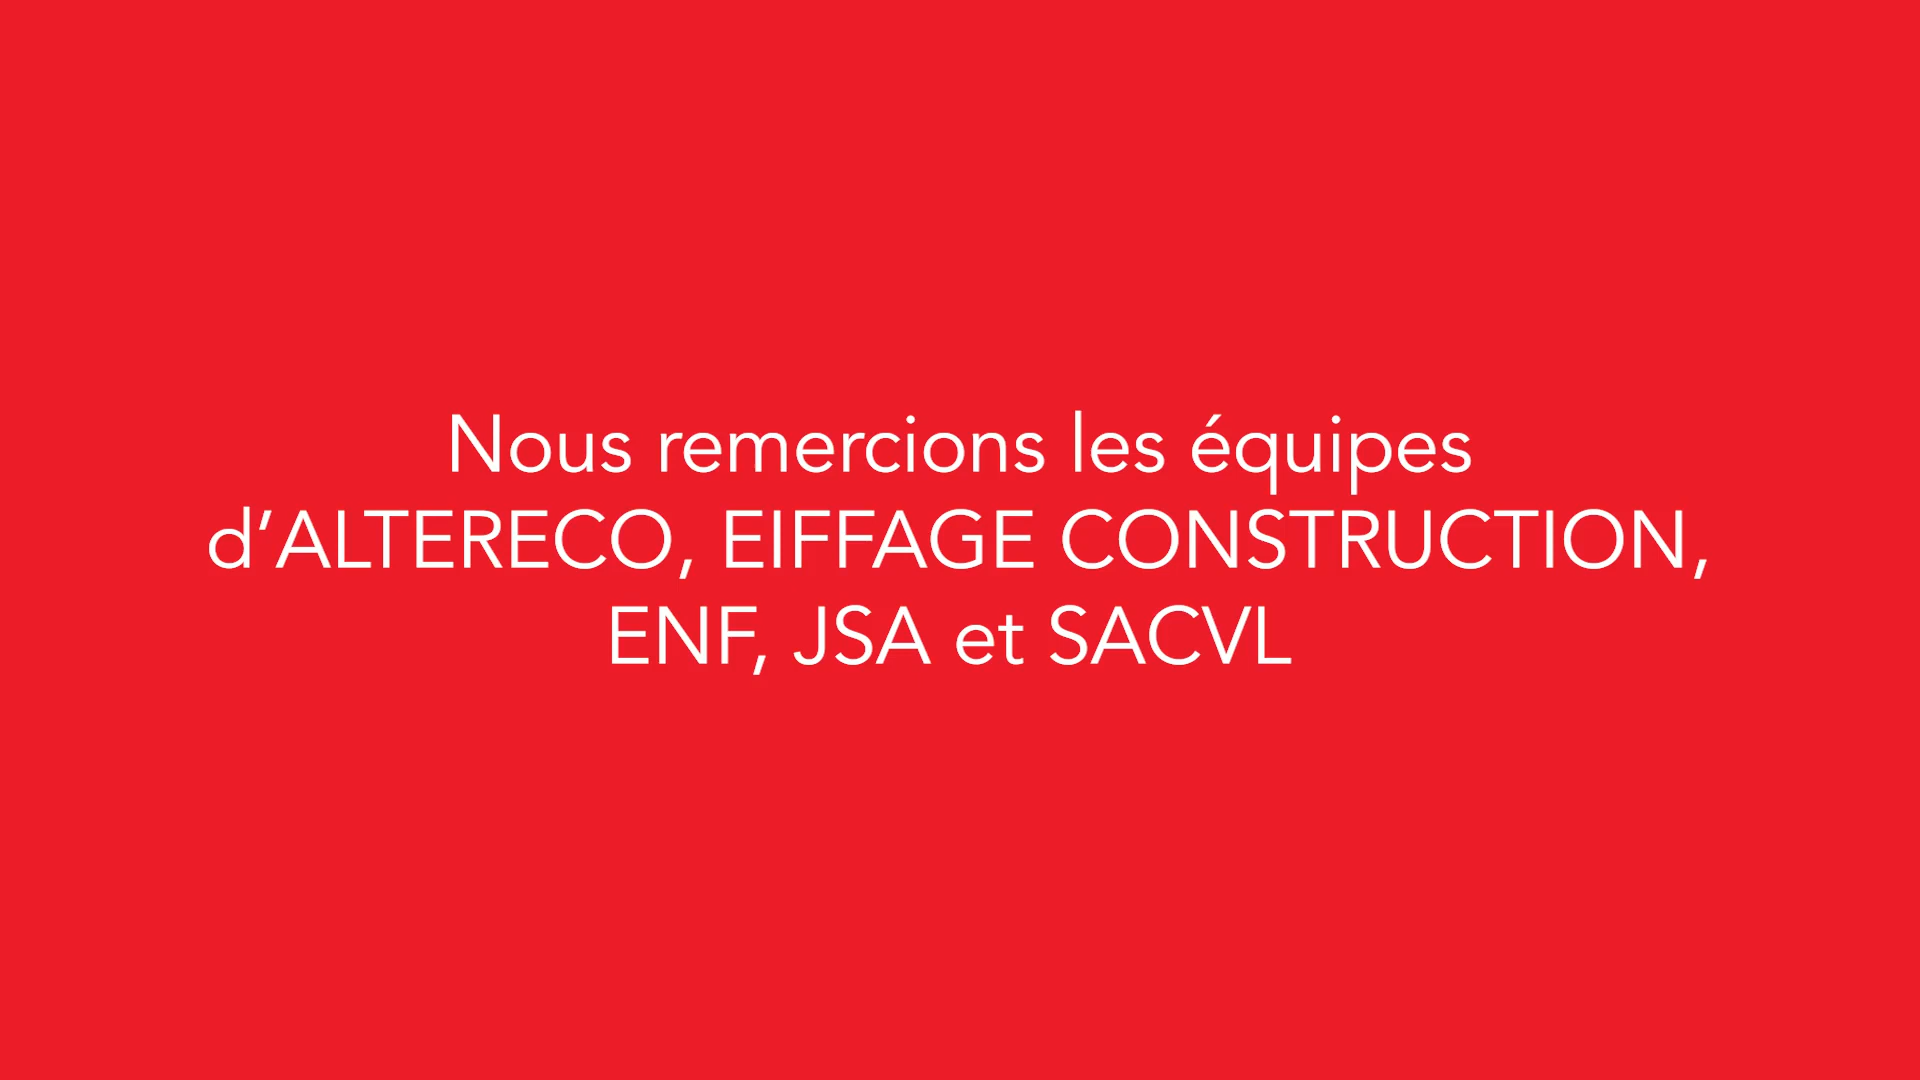 Nous remercions les équipes
d’ALTERECO, EIFFAGE CONSTRUCTION,
ENF, JSA et SACVL